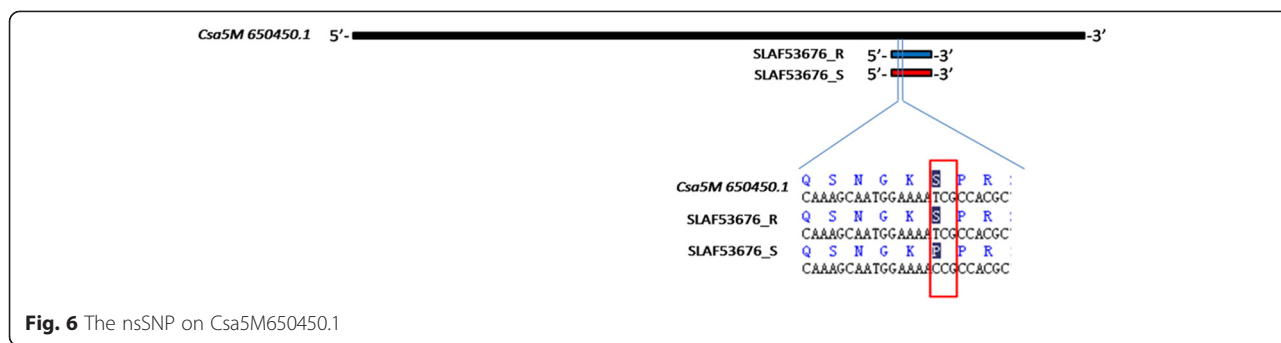 Csa5M 650450.1 5’- -3’
SLAF53676_R 5’- -3’
SLAF53676_S 5’- -3’
Q S N G K S P R :
Csa5M 650450.1
CAAAGCAATGGAAAATCGCCACGC
Q S N G K S P R :
SLAF53676_R
CAAAGCAATGGAAAATCGCCACGC
Q S N G K P P R :
SLAF53676_S
CAAAGCAATGGAAAACCGCCACGC
Fig. 6 The nsSNP on Csa5M650450.1